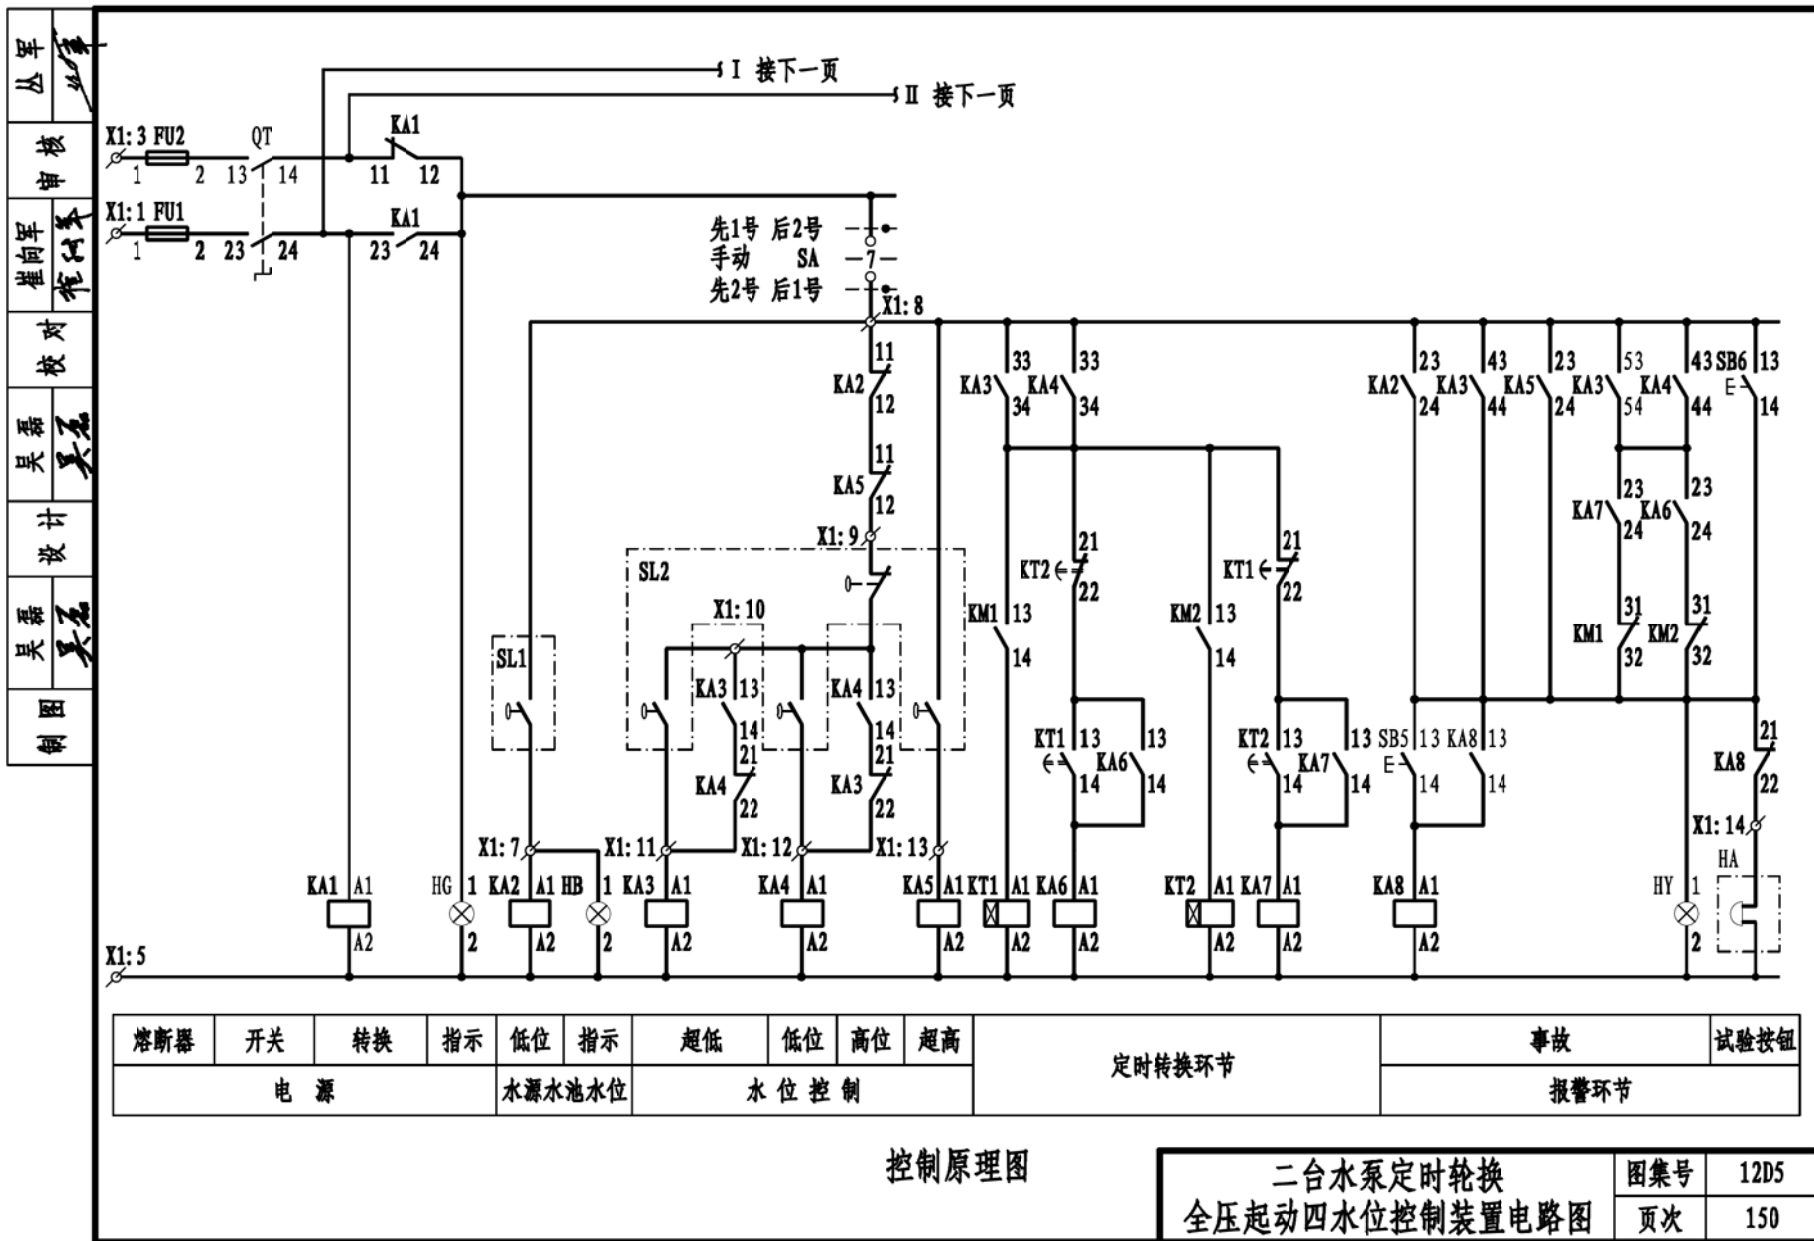 I 接下一页
II 接下一页
X1:3 FU2 QT KA1
1 2 13 14 11 12
X1:1 FU1 KA1
1 2 23 24 23 24
先1号 后2号
手动 SA 7
先2号 后1号
X1:8
11 33 33 23 43 23 53 43 SB6 13
KA2 KA3 KA4 KA2 KA3 KA5 KA3 KA4
12 34 34 24 44 24 54 44 14
11 23 23
KA5 KA7 KA6
12 24 24
X1:9
21 21
SL2 KT2 KT1
22 22
X1:10 KM1 13 KM2 13 31 31
KM1 KM2
SL1 14 14 32 32
KA3 13 KA4 13
14 14
KT1 13 13 KT2 13 13 SB5 13 KA8 13 21
KA6 KA7 KA8
14 14 14 14 14 14 22
21 21
KA4 KA3
22 22
X1:7 X1:11 X1:12 X1:13 X1:14
HA
KA1 A1 HG 1 KA2 A1 HB 1 KA3 A1 KA4 A1 KA5 A1 KT1 A1 KA6 A1 KT2 A1 KA7 A1 KA8 A1 HY 1
A2 2 A2 2 A2 A2 A2 A2 A2 A2 A2 A2 2
X1:5
熔断器 开关 转换 指示 低位 指示 超低 低位 高位 超高 定时转换环节 事故 试验按钮
电源 水源水池水位 水位控制 报警环节
控制原理图
二台水泵定时轮换
全压起动四水位控制装置电路图
图集号 12D5
页次 150
丛军
审核
崔向军
校对
吴磊
设计
吴磊
制图